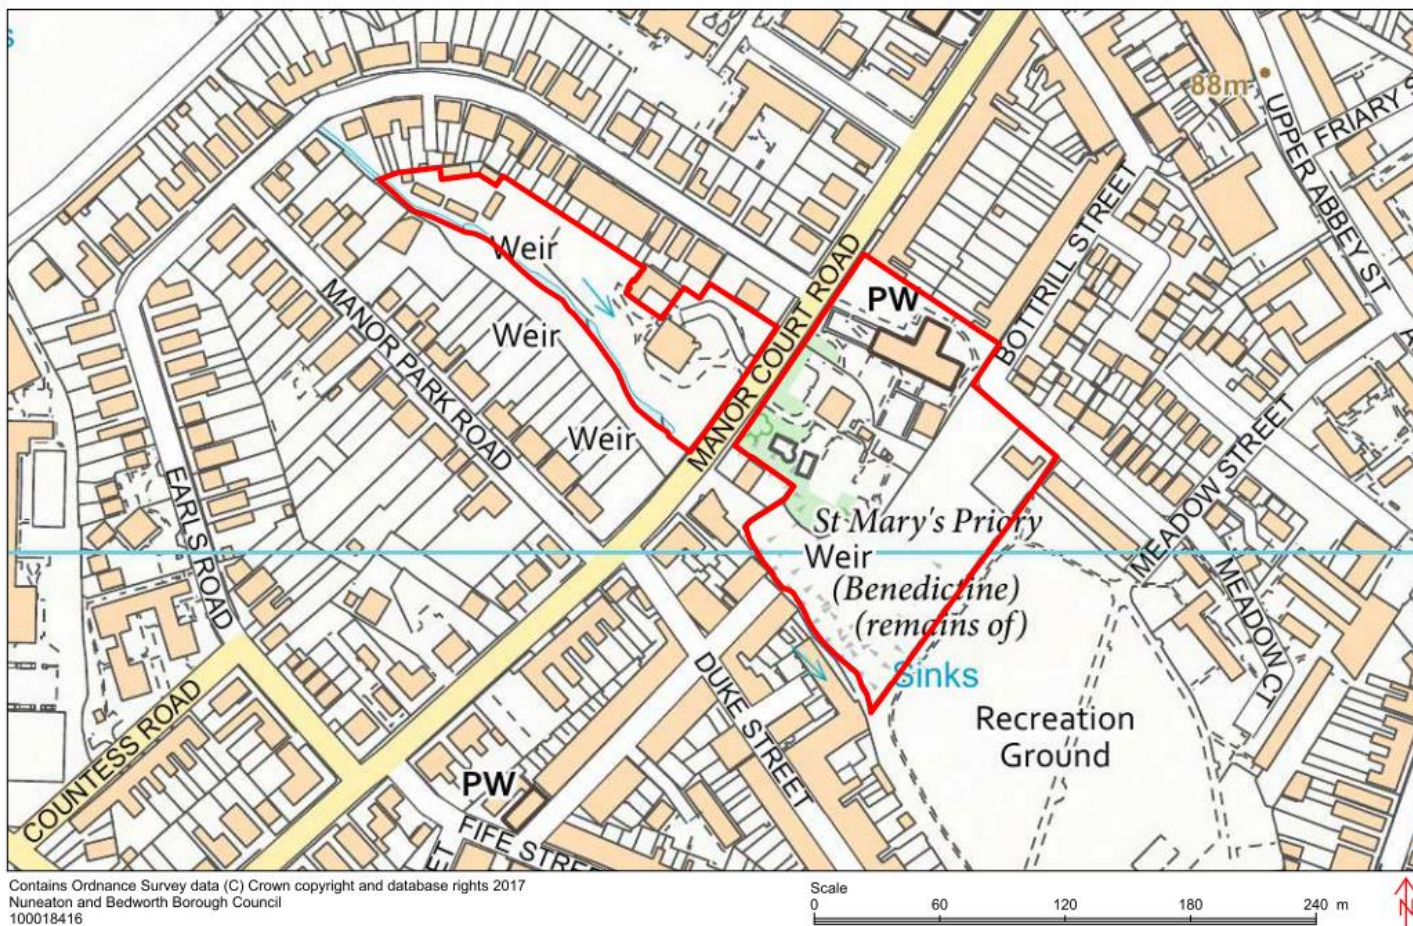 s
88m
UPPER ABBEY ST
FRIARY S
BOTTRILL STREET
MANOR COURT ROAD
PW
Weir
Weir
Weir
MANOR PARK ROAD
EARLS ROAD
MEADOW STREET
MEADOW CT
St Mary's Priory
Weir
(Benedictine)
(remains of)
Sinks
DUKE STREET
Recreation
Ground
COUNTESS ROAD
PW
FIFE STREE
ET
A
Contains Ordnance Survey data (C) Crown copyright and database rights 2017
Nuneaton and Bedworth Borough Council
100018416
Scale
0 60 120 180 240 m
N